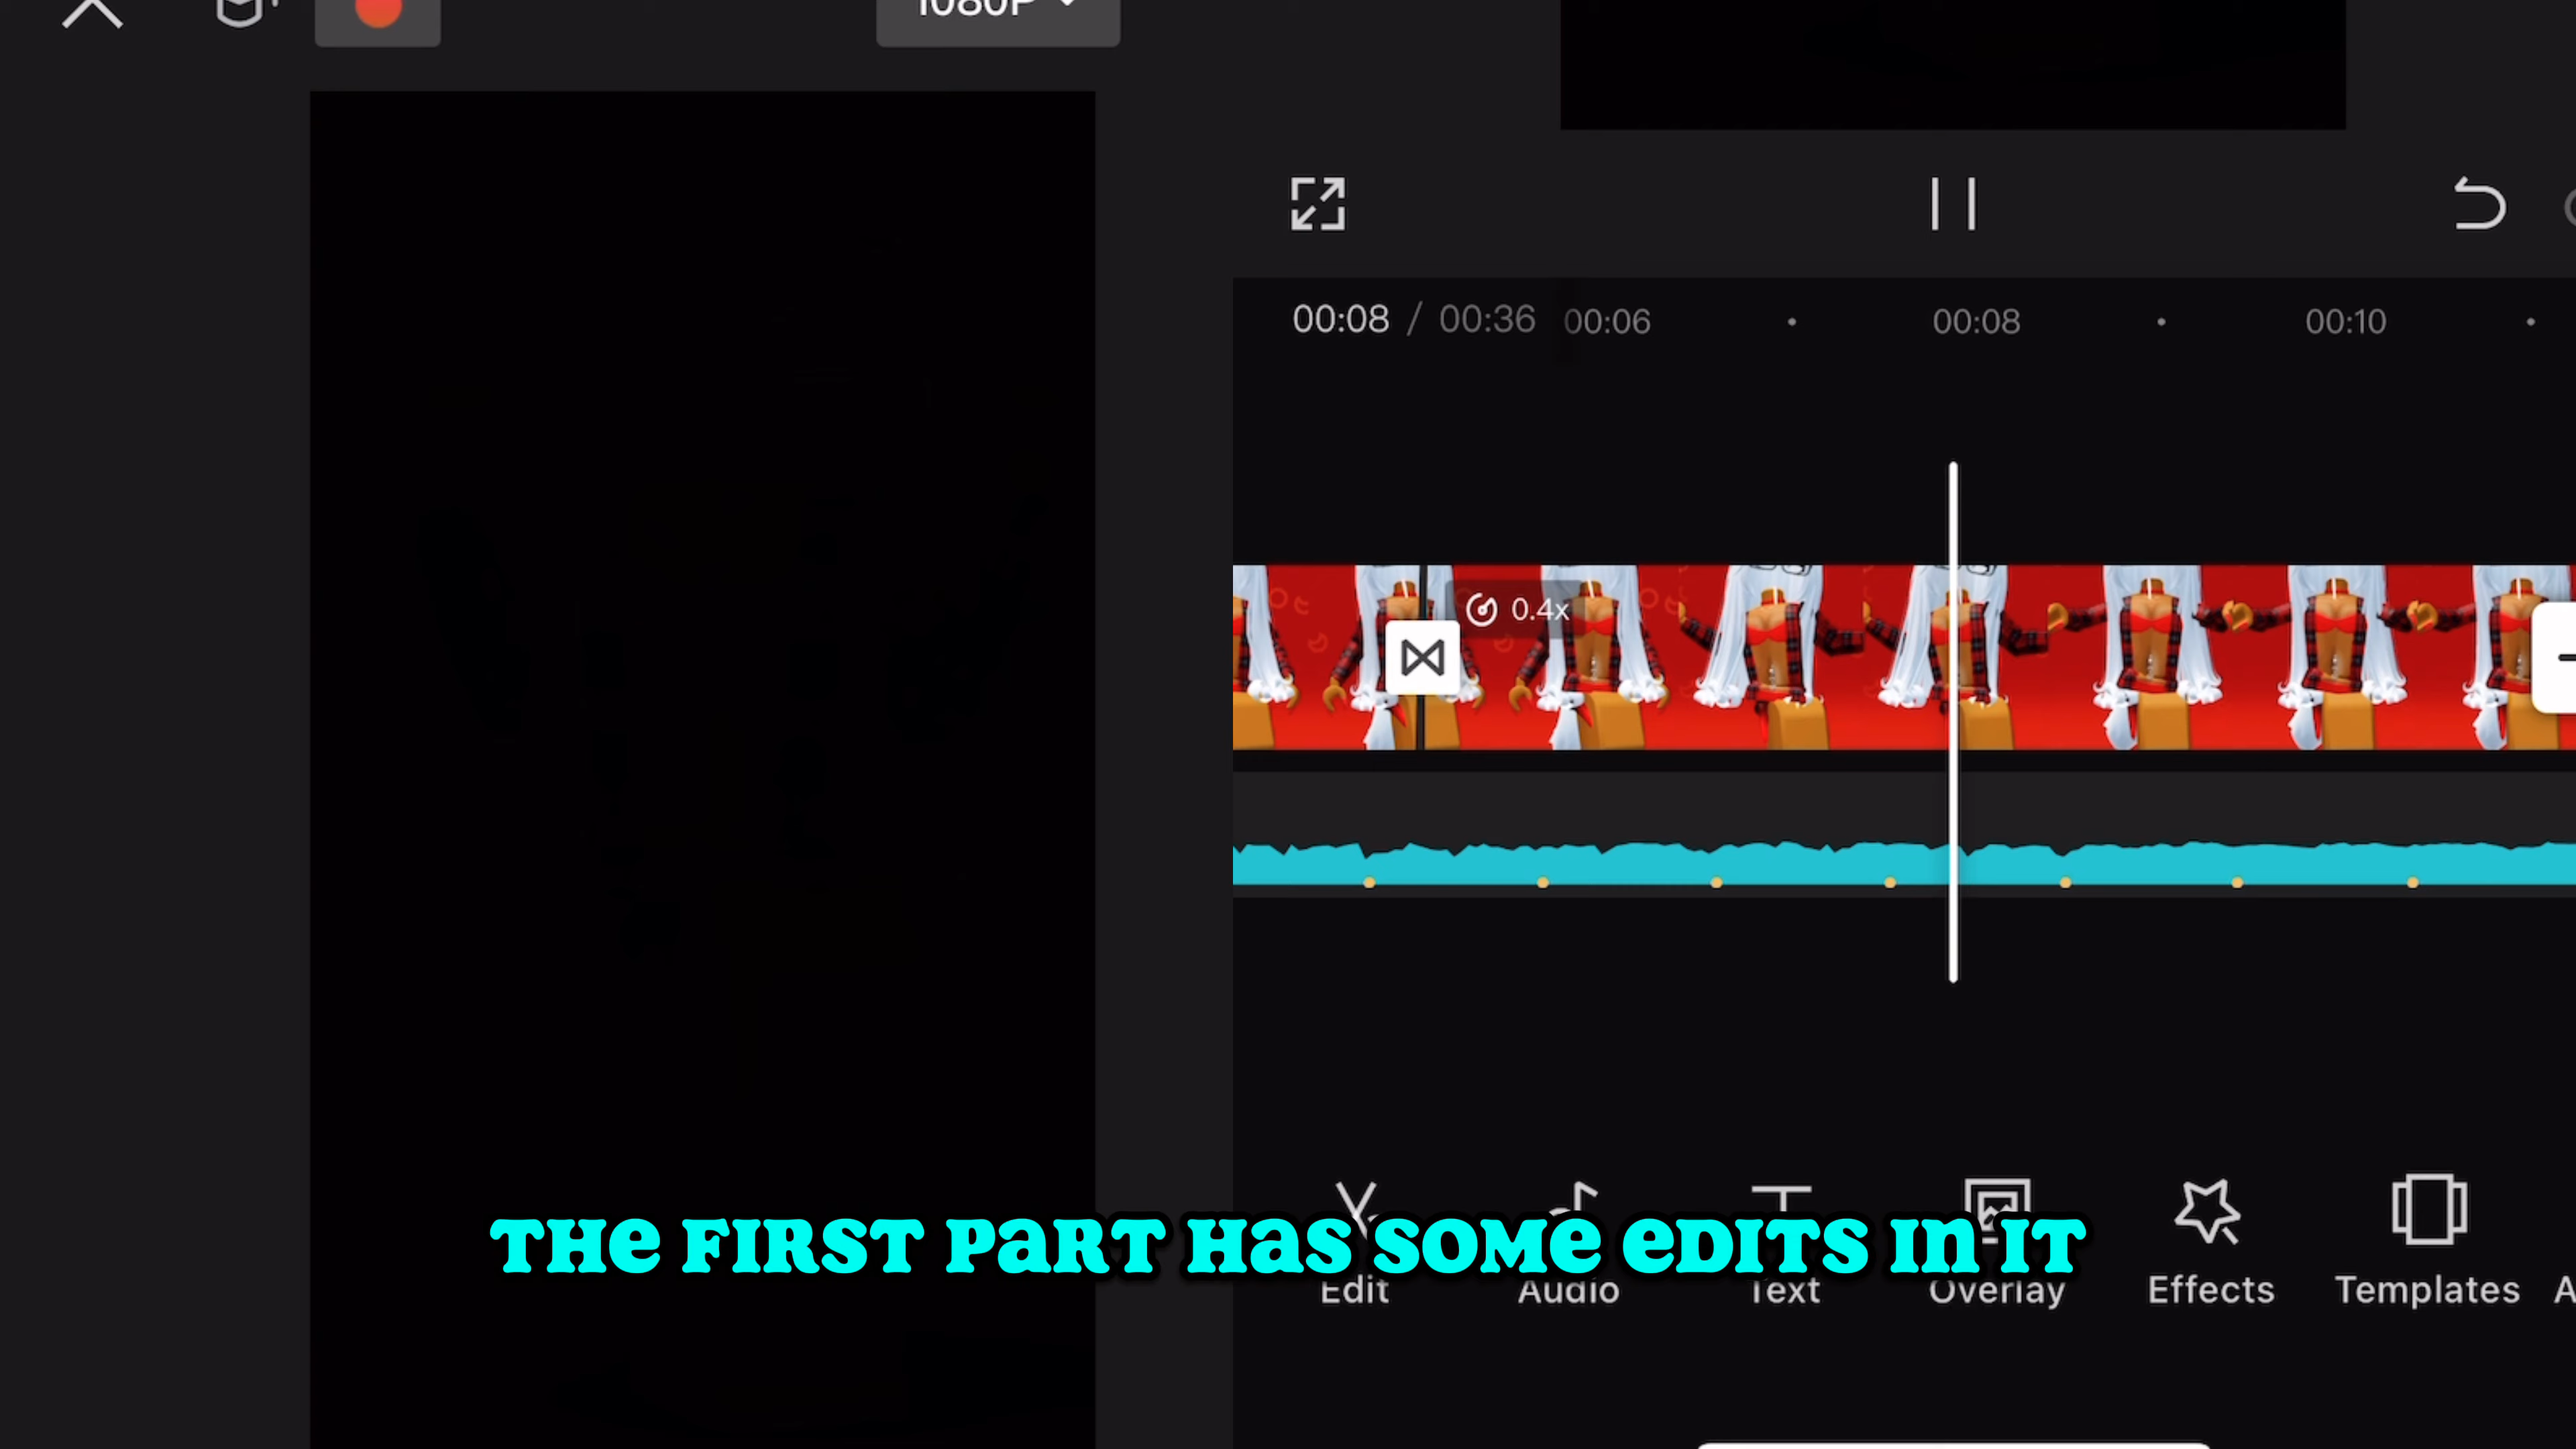 1080P
00:08 / 00:36 00:06 00:08 00:10
0.4x
THE FIRST PART HAS SOME EDITS IN IT
Edit Audio Text Overlay Effects Templates